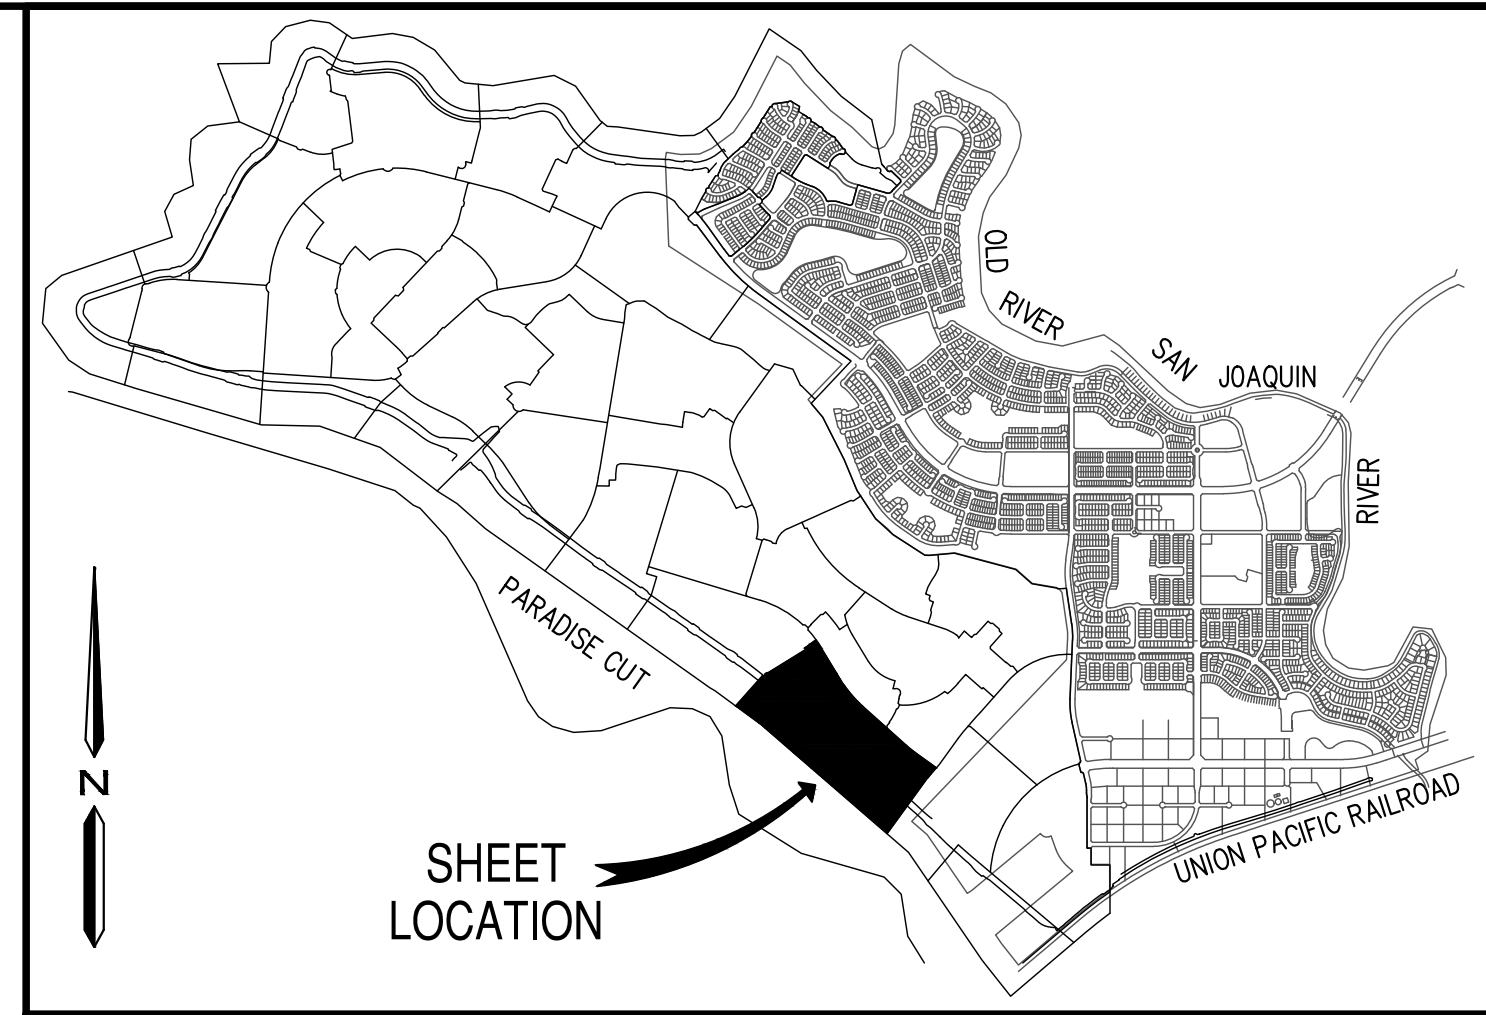 OLD
RIVER
SAN
JOAQUIN
RIVER
PARADISE CUT
N
UNION PACIFIC RAILROAD
SHEET
LOCATION